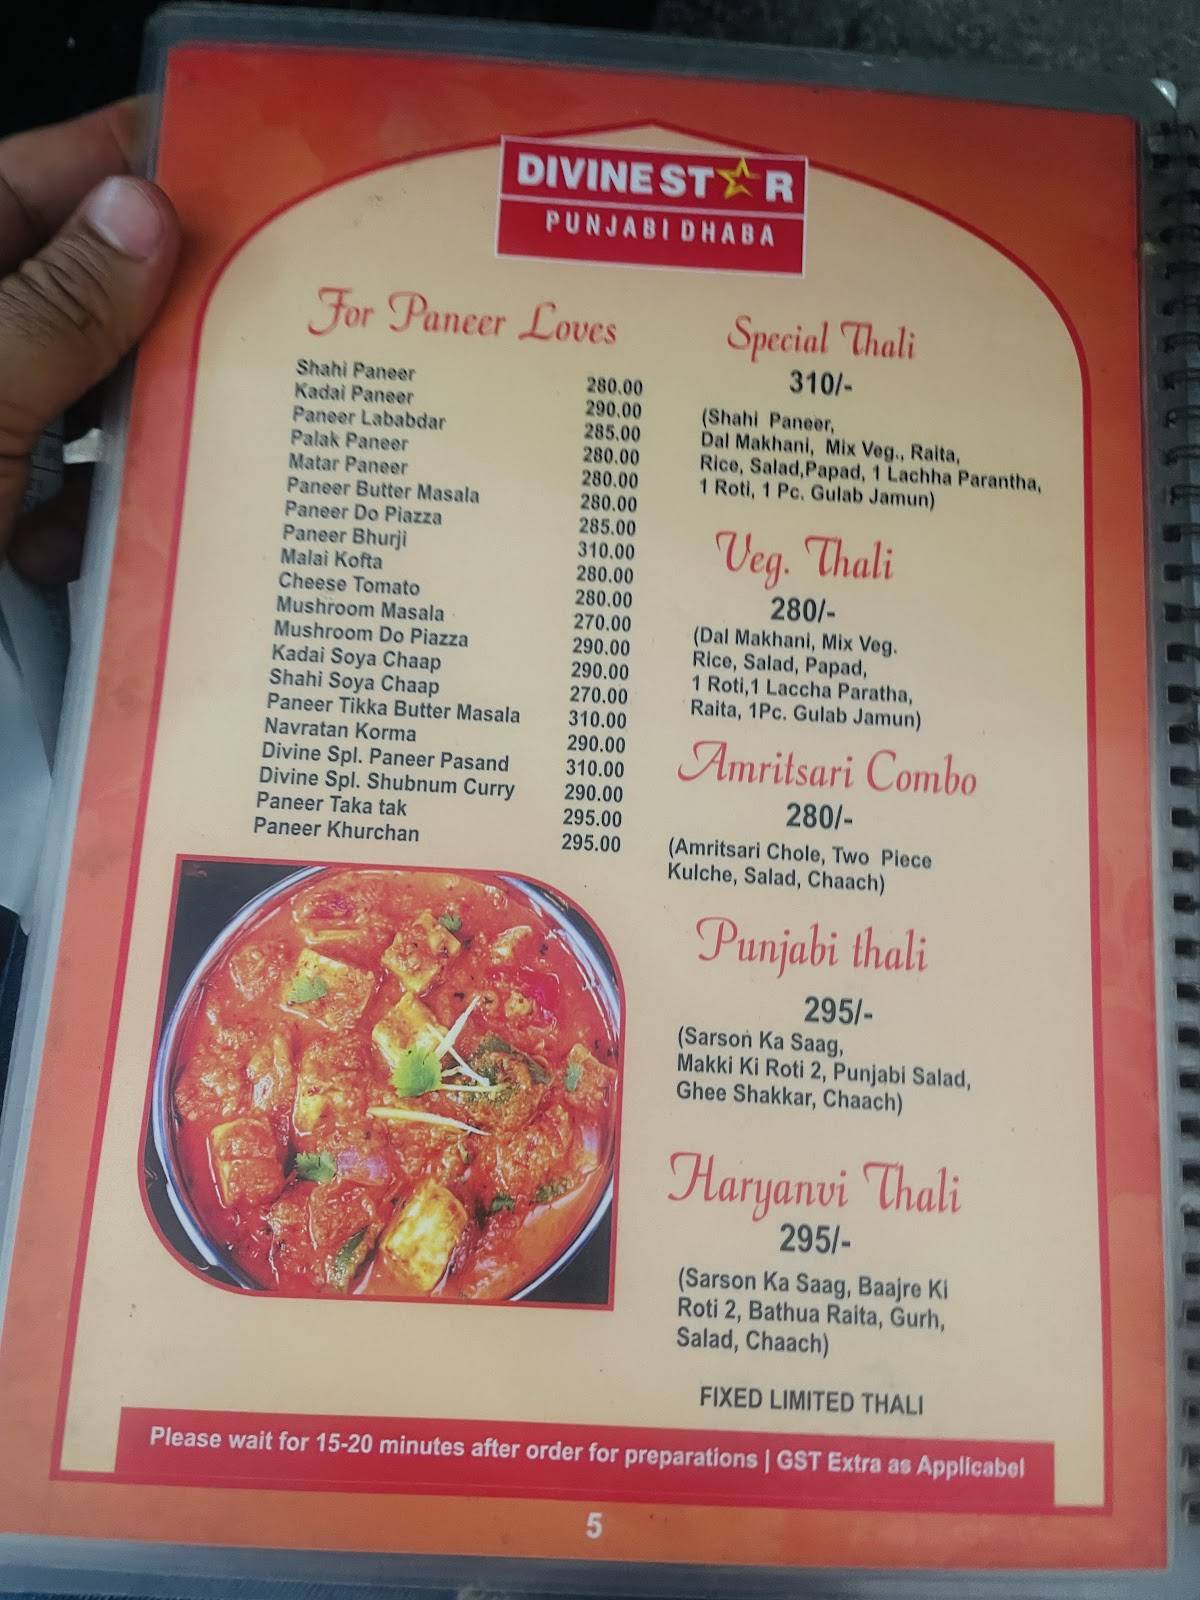 DIVINE STAR
PUNJABI DHABA
For Paneer Loves
Shahi Paneer 280.00
Kadai Paneer 290.00
Paneer Lababdar 285.00
Palak Paneer 280.00
Matar Paneer 280.00
Paneer Butter Masala 280.00
Paneer Do Piazza 285.00
Paneer Bhurji 310.00
Malai Kofta 280.00
Cheese Tomato 280.00
Mushroom Masala 270.00
Mushroom Do Piazza 290.00
Kadai Soya Chaap 290.00
Shahi Soya Chaap 270.00
Paneer Tikka Butter Masala 310.00
Navratan Korma 290.00
Divine Spl. Paneer Pasand 310.00
Divine Spl. Shubnum Curry 290.00
Paneer Taka tak 295.00
Paneer Khurchan 295.00
Special Thali
310/-
(Shahi Paneer,
Dal Makhani, Mix Veg., Raita,
Rice, Salad,Papad, 1 Lachha Parantha,
1 Roti, 1 Pc. Gulab Jamun)
Veg. Thali
280/-
(Dal Makhani, Mix Veg.
Rice, Salad, Papad,
1 Roti,1 Laccha Paratha,
Raita, 1Pc. Gulab Jamun)
Amritsari Combo
280/-
(Amritsari Chole, Two Piece
Kulche, Salad, Chaach)
Punjabi thali
295/-
(Sarson Ka Saag,
Makki Ki Roti 2, Punjabi Salad,
Ghee Shakkar, Chaach)
Haryanvi Thali
295/-
(Sarson Ka Saag, Baajre Ki
Roti 2, Bathua Raita, Gurh,
Salad, Chaach)
FIXED LIMITED THALI
Please wait for 15-20 minutes after order for preparations | GST Extra as Applicabel
5